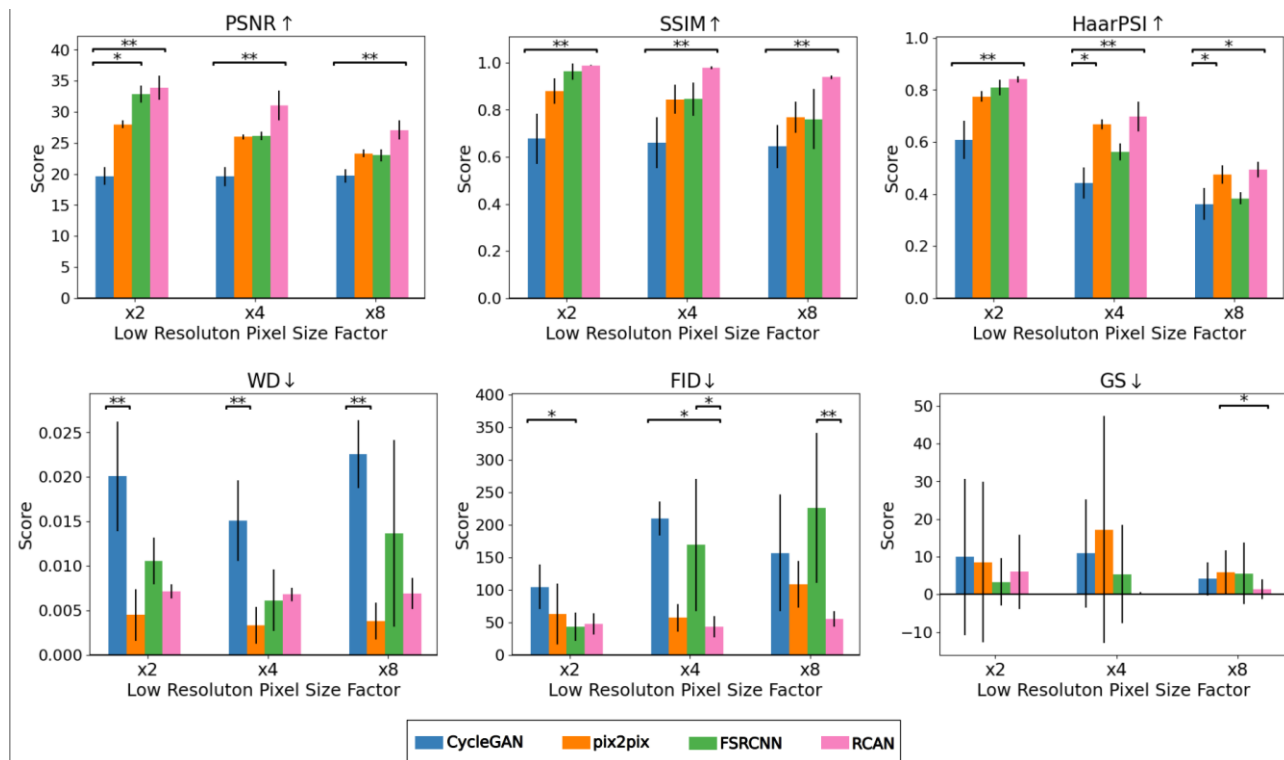 PSNR↑ SSIM↑ HaarPSI↑
** ** ** ** ** ** ** ** *
* * *
40 1.0 1.0
35
30 0.8 0.8
25 0.6 0.6
20
15 0.4 0.4
10 0.2 0.2
5
0 0.0 0.0
Score Score Score
x2 x4 x8 x2 x4 x8 x2 x4 x8
Low Resoluton Pixel Size Factor Low Resoluton Pixel Size Factor Low Resoluton Pixel Size Factor
WD↓ FID↓ GS↓
** ** ** * * * ** *
0.025 400 50
0.020 350 40
0.015 300 30
0.010 250 20
0.005 200 10
0.000 150 0
100 −10
50
0
Score Score Score
x2 x4 x8 x2 x4 x8 x2 x4 x8
Low Resoluton Pixel Size Factor Low Resoluton Pixel Size Factor Low Resoluton Pixel Size Factor
CycleGAN pix2pix FSRCNN RCAN